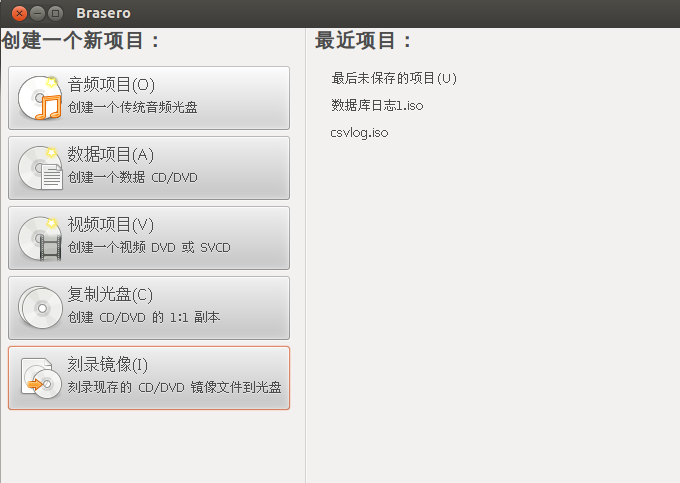 Brasero
创建一个新项目：
音频项目(O)
创建一个传统音频光盘
数据项目(A)
创建一个数据 CD/DVD
视频项目(V)
创建一个视频 DVD 或 SVCD
复制光盘(C)
创建 CD/DVD 的 1:1 副本
刻录镜像(I)
刻录现存的 CD/DVD 镜像文件到光盘
最近项目：
最后未保存的项目(U)
数据库日志1.iso
csvlog.iso